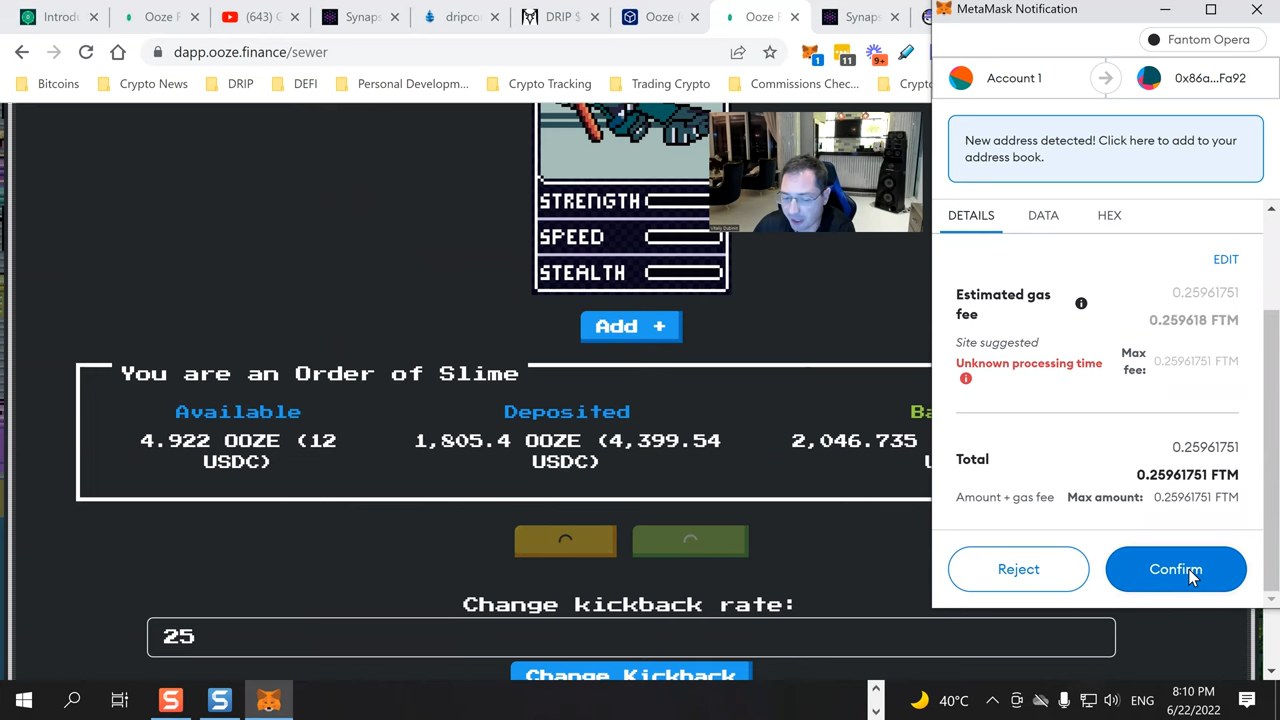 Introdu
Ooze F
(643) C
Synaps
dripco
DRIP $
Ooze (
Ooze F
Synaps
MetaMask Notification
dapp.ooze.finance/sewer
1
11
9+
Bitcoins
Crypto News
DRIP
DEFI
Personal Developm...
Crypto Tracking
Trading Crypto
Commissions Chec...
Crypto
Fantom Opera
Account 1
0x86a...Fa92
New address detected! Click here to add to your
address book.
DETAILS
DATA
HEX
EDIT
Estimated gas
fee
0.25961751
0.259618 FTM
Site suggested
Unknown processing time
Max
fee:
0.25961751 FTM
Total
0.25961751
0.25961751 FTM
Amount + gas fee
Max amount:
0.25961751 FTM
Reject
Confirm
STRENGTH
SPEED
STEALTH
Add +
You are an Order of Slime
Available
Deposited
Ba
4.922 OOZE (12
USDC)
1,805.4 OOZE (4,399.54
USDC)
2,046.735
Change kickback rate:
25
Change Kickback
40°C
ENG
8:10 PM
6/22/2022